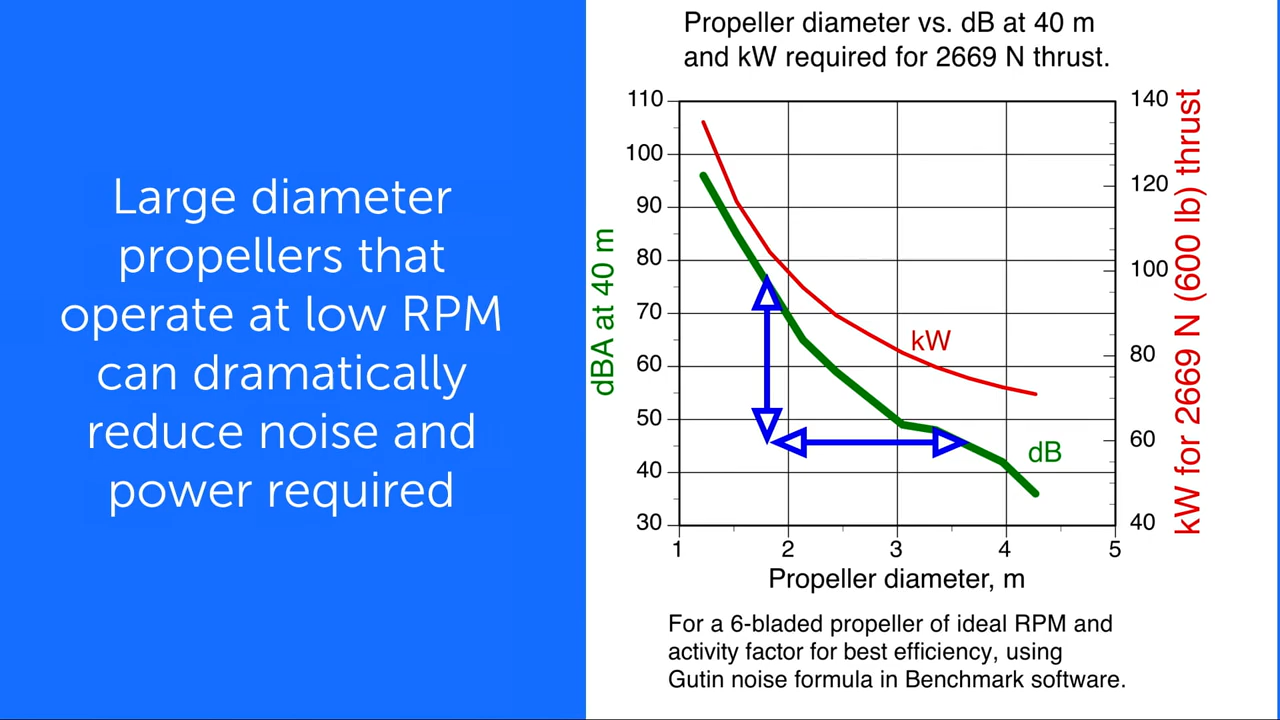 Large diameter
propellers that
operate at low RPM
can dramatically
reduce noise and
power required
Propeller diameter vs. dB at 40 m
and kW required for 2669 N thrust.
110
100
90
80
70
60
50
40
30
dBA at 40 m
140
120
100
80
60
40
kW for 2669 N (600 lb) thrust
kW
dB
1 2 3 4 5
Propeller diameter, m
For a 6-bladed propeller of ideal RPM and
activity factor for best efficiency, using
Gutin noise formula in Benchmark software.